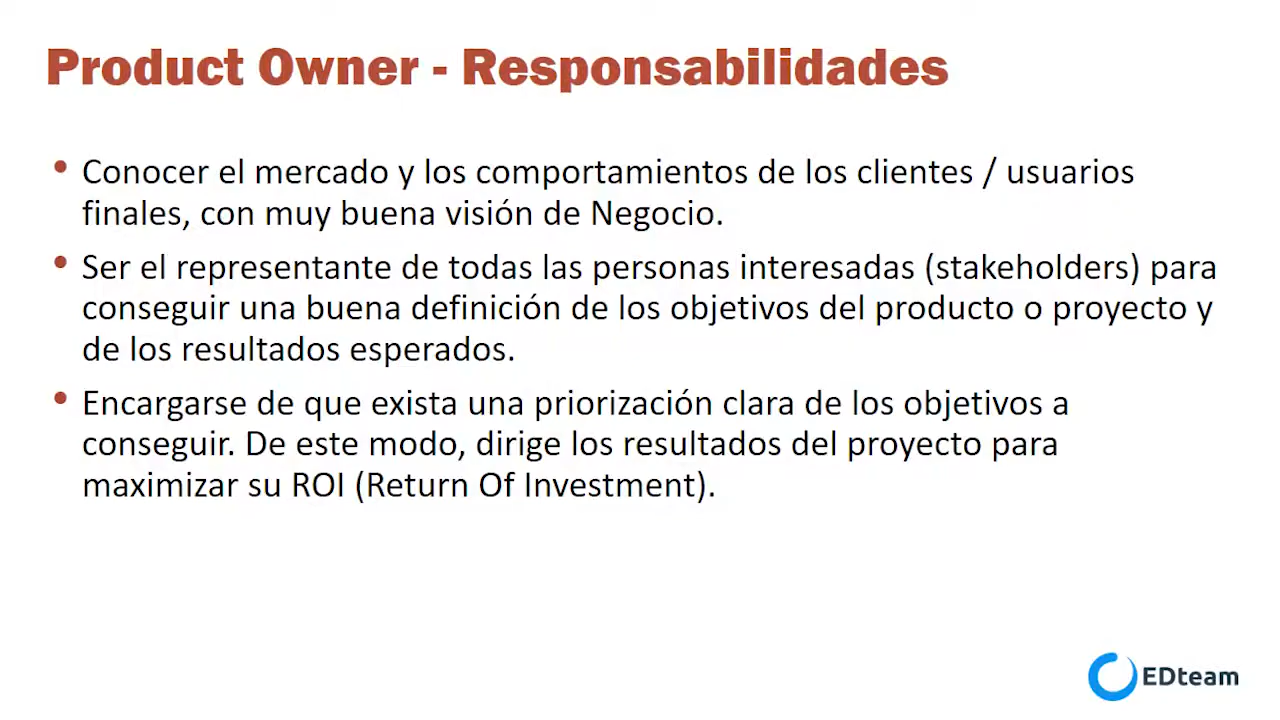 Product Owner - Responsabilidades
• Conocer el mercado y los comportamientos de los clientes / usuarios
finales, con muy buena visión de Negocio.
• Ser el representante de todas las personas interesadas (stakeholders) para
conseguir una buena definición de los objetivos del producto o proyecto y
de los resultados esperados.
• Encargarse de que exista una priorización clara de los objetivos a
conseguir. De este modo, dirige los resultados del proyecto para
maximizar su ROI (Return Of Investment).
EDteam